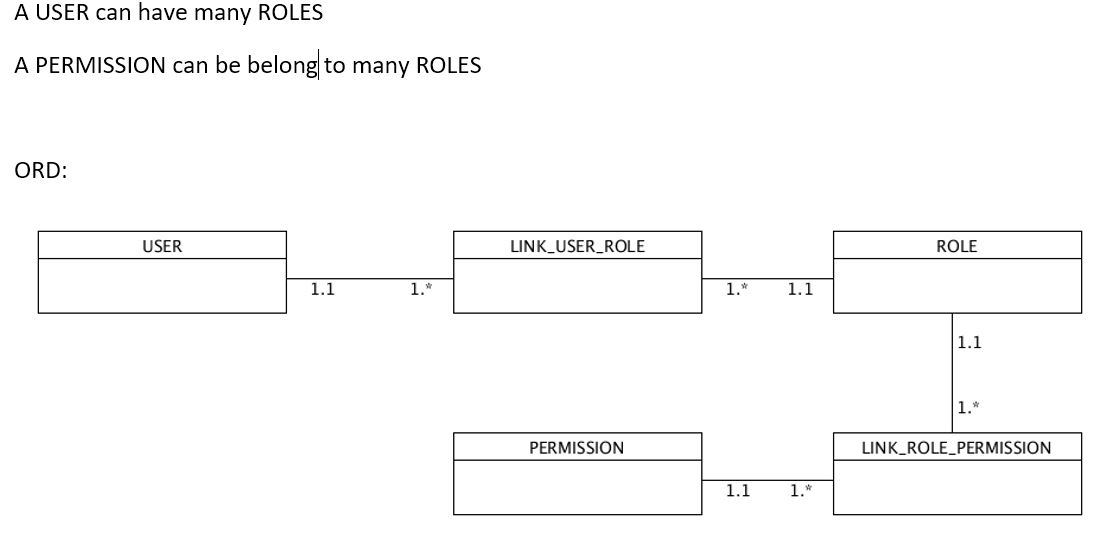 A USER can have many ROLES
A PERMISSION can be belong to many ROLES
ORD:
USER
LINK_USER_ROLE
ROLE
1.1
1.*
1.*
1.1
1.1
1.*
PERMISSION
LINK_ROLE_PERMISSION
1.1
1.*